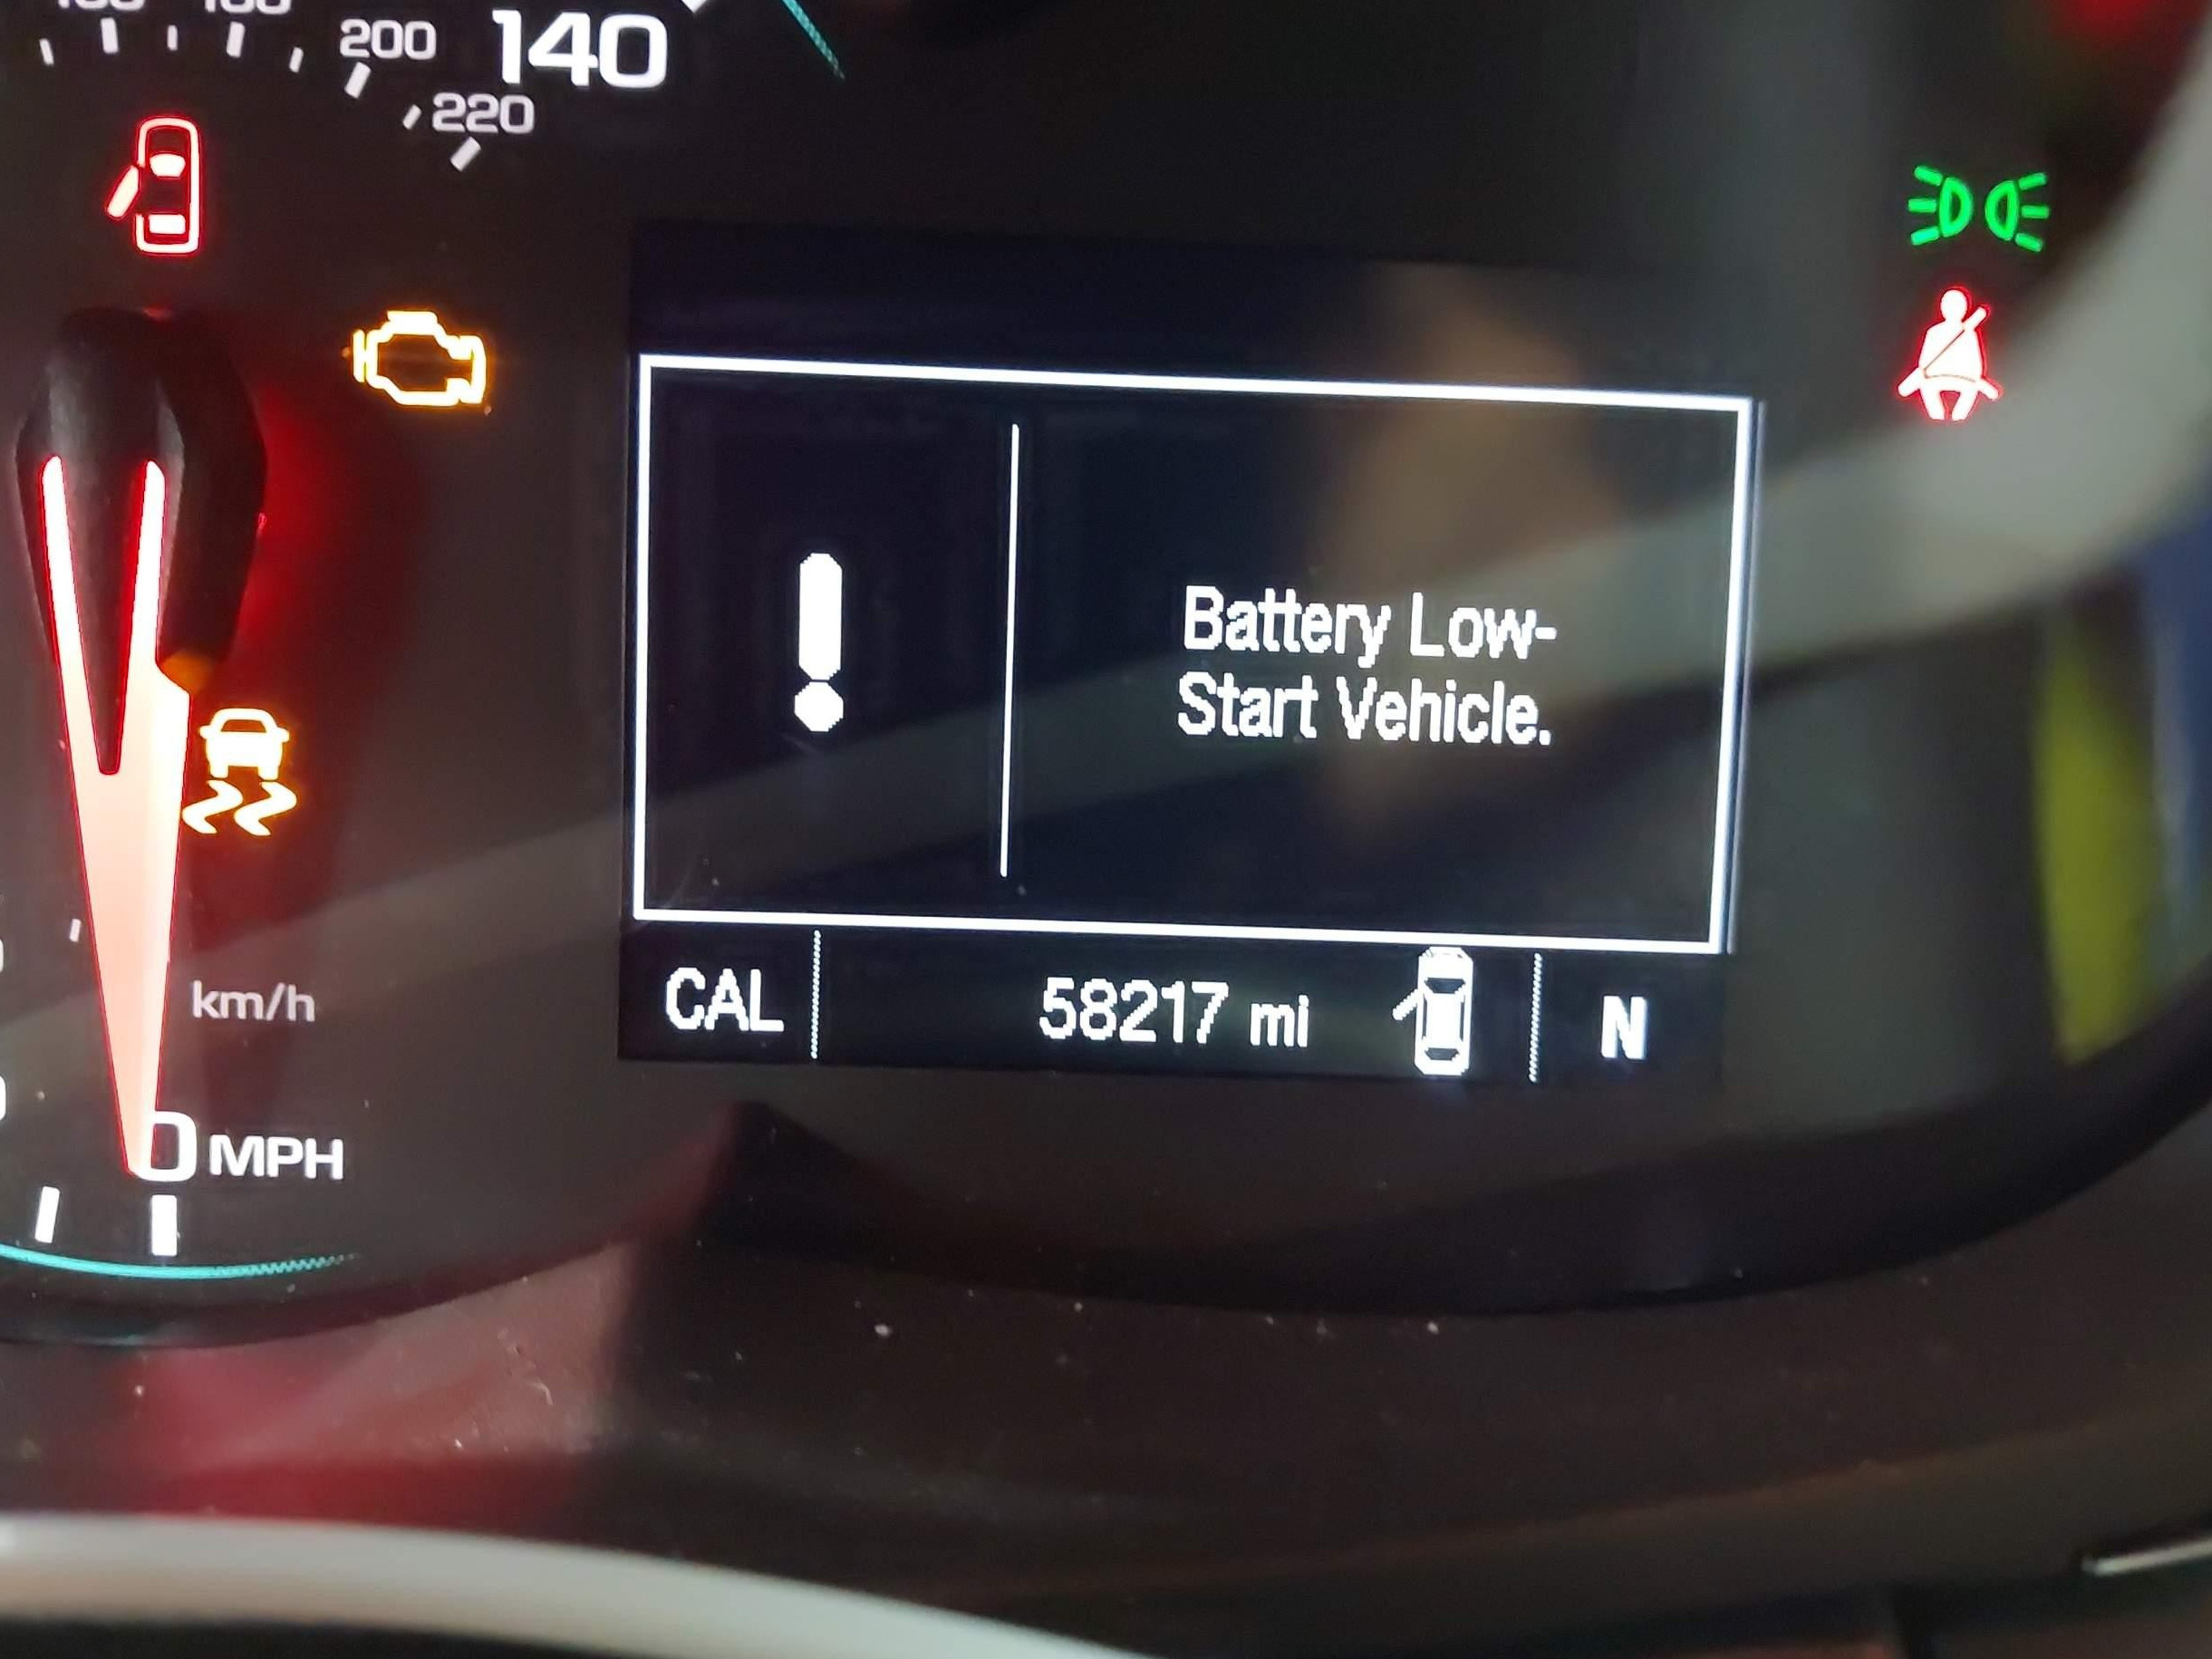 200 140
220
Battery Low-
Start Vehicle.
CAL 58217 mi N
km/h
0 MPH